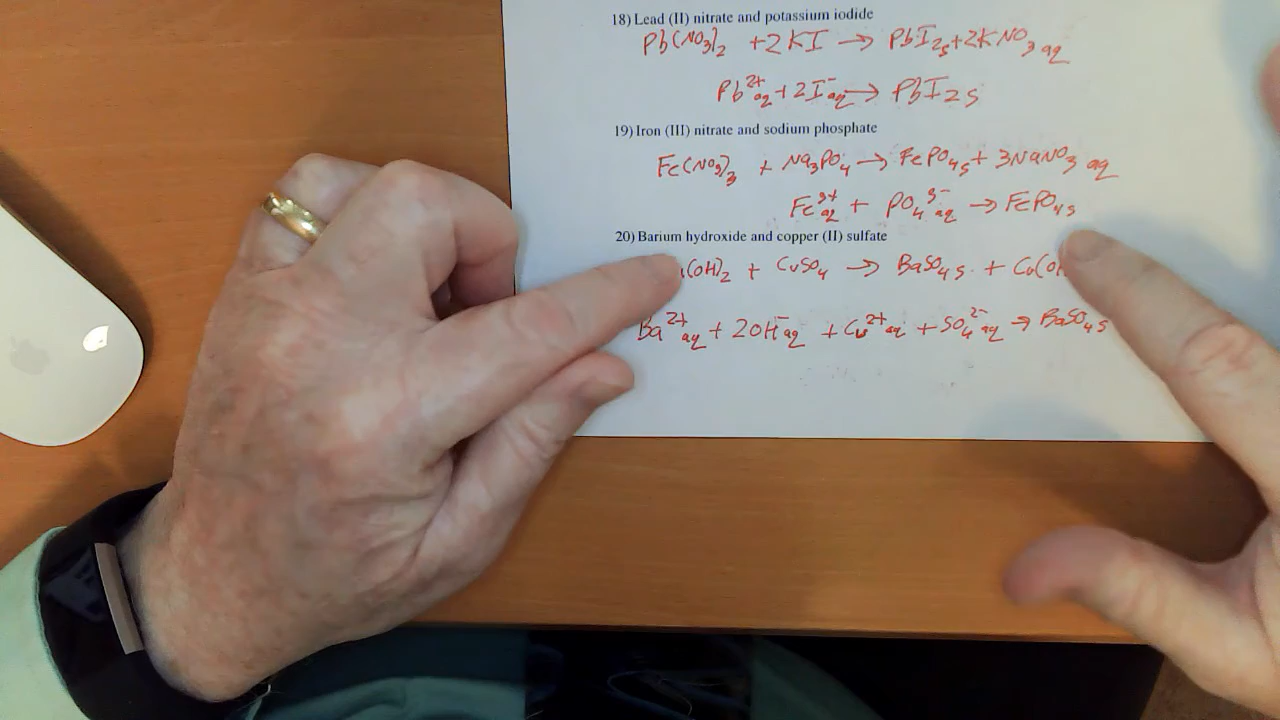 18) Lead (II) nitrate and potassium iodide
Pb(NO3)2 + 2KI → PbI2s + 2KNO3 aq
Pb2+aq + 2I-aq → PbI2s
19) Iron (III) nitrate and sodium phosphate
Fe(NO3)3 + Na3PO4 → FePO4s + 3NaNO3 aq
Fe3+aq + PO43-aq → FePO4s
20) Barium hydroxide and copper (II) sulfate
(OH)2 + CuSO4 → BaSO4s. + Cu(O
Ba2+aq + 2OH-aq + Cu2+aq + SO42-aq → BaSO4s